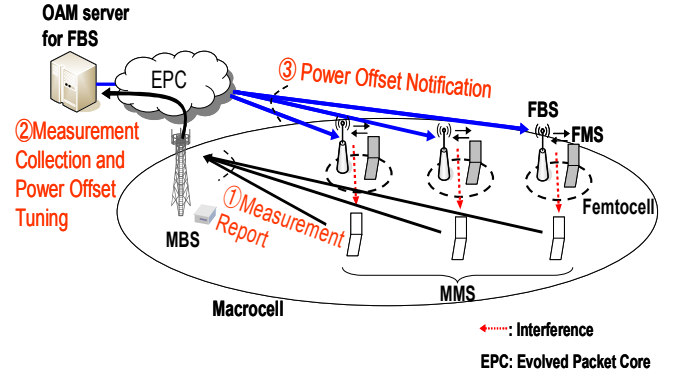 OAM server
for FBS
EPC
③ Power Offset Notification
②Measurement
Collection and
Power Offset
Tuning
FBS
FMS
①Measurement
Report
Femtocell
MBS
MMS
Macrocell
: Interference
EPC: Evolved Packet Core